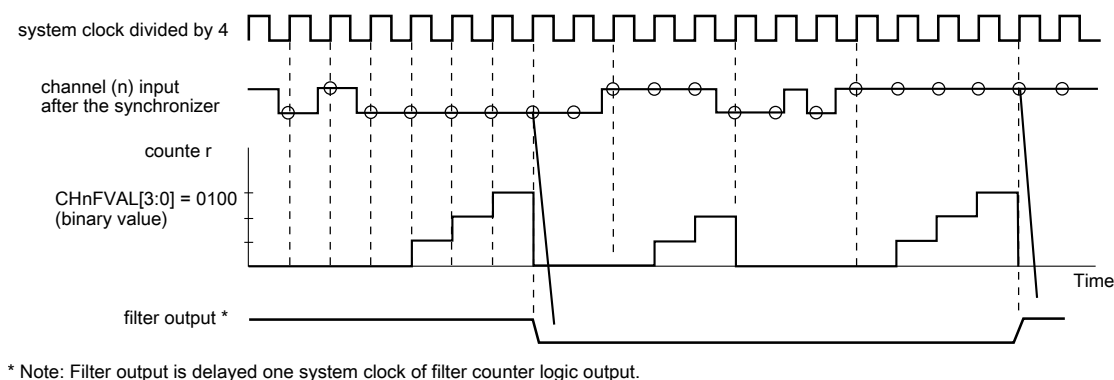 system clock divided by 4
channel (n) input
after the synchronizer
counte r
CHnFVAL[3:0] = 0100
(binary value)
Time
filter output *
* Note: Filter output is delayed one system clock of filter counter logic output.